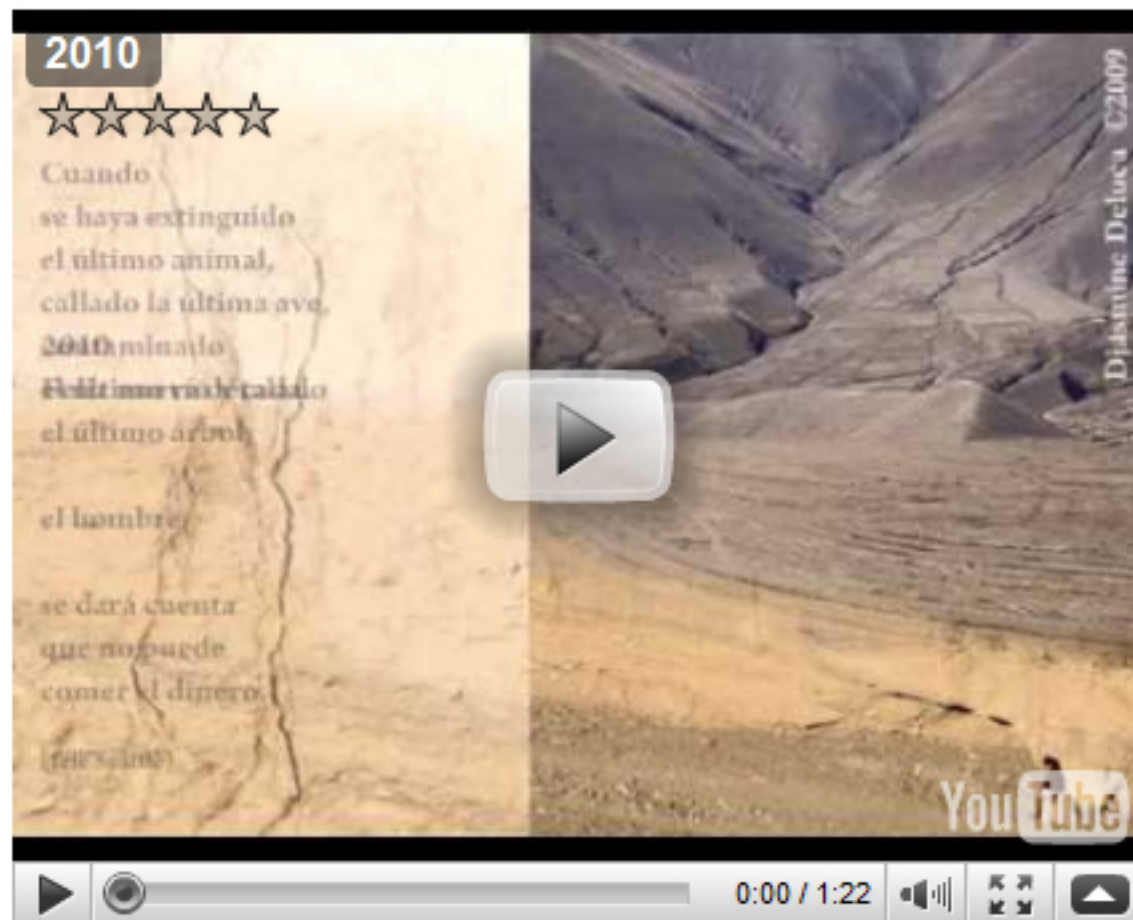 2010
Cuando
se haya extinguido
el último animal,
callado la última ave,
el último árbol,
el hombre
se dará cuenta
que no puede
comer el dinero.
Djasmine Deluca C2009
YouTube
0:00 / 1:22